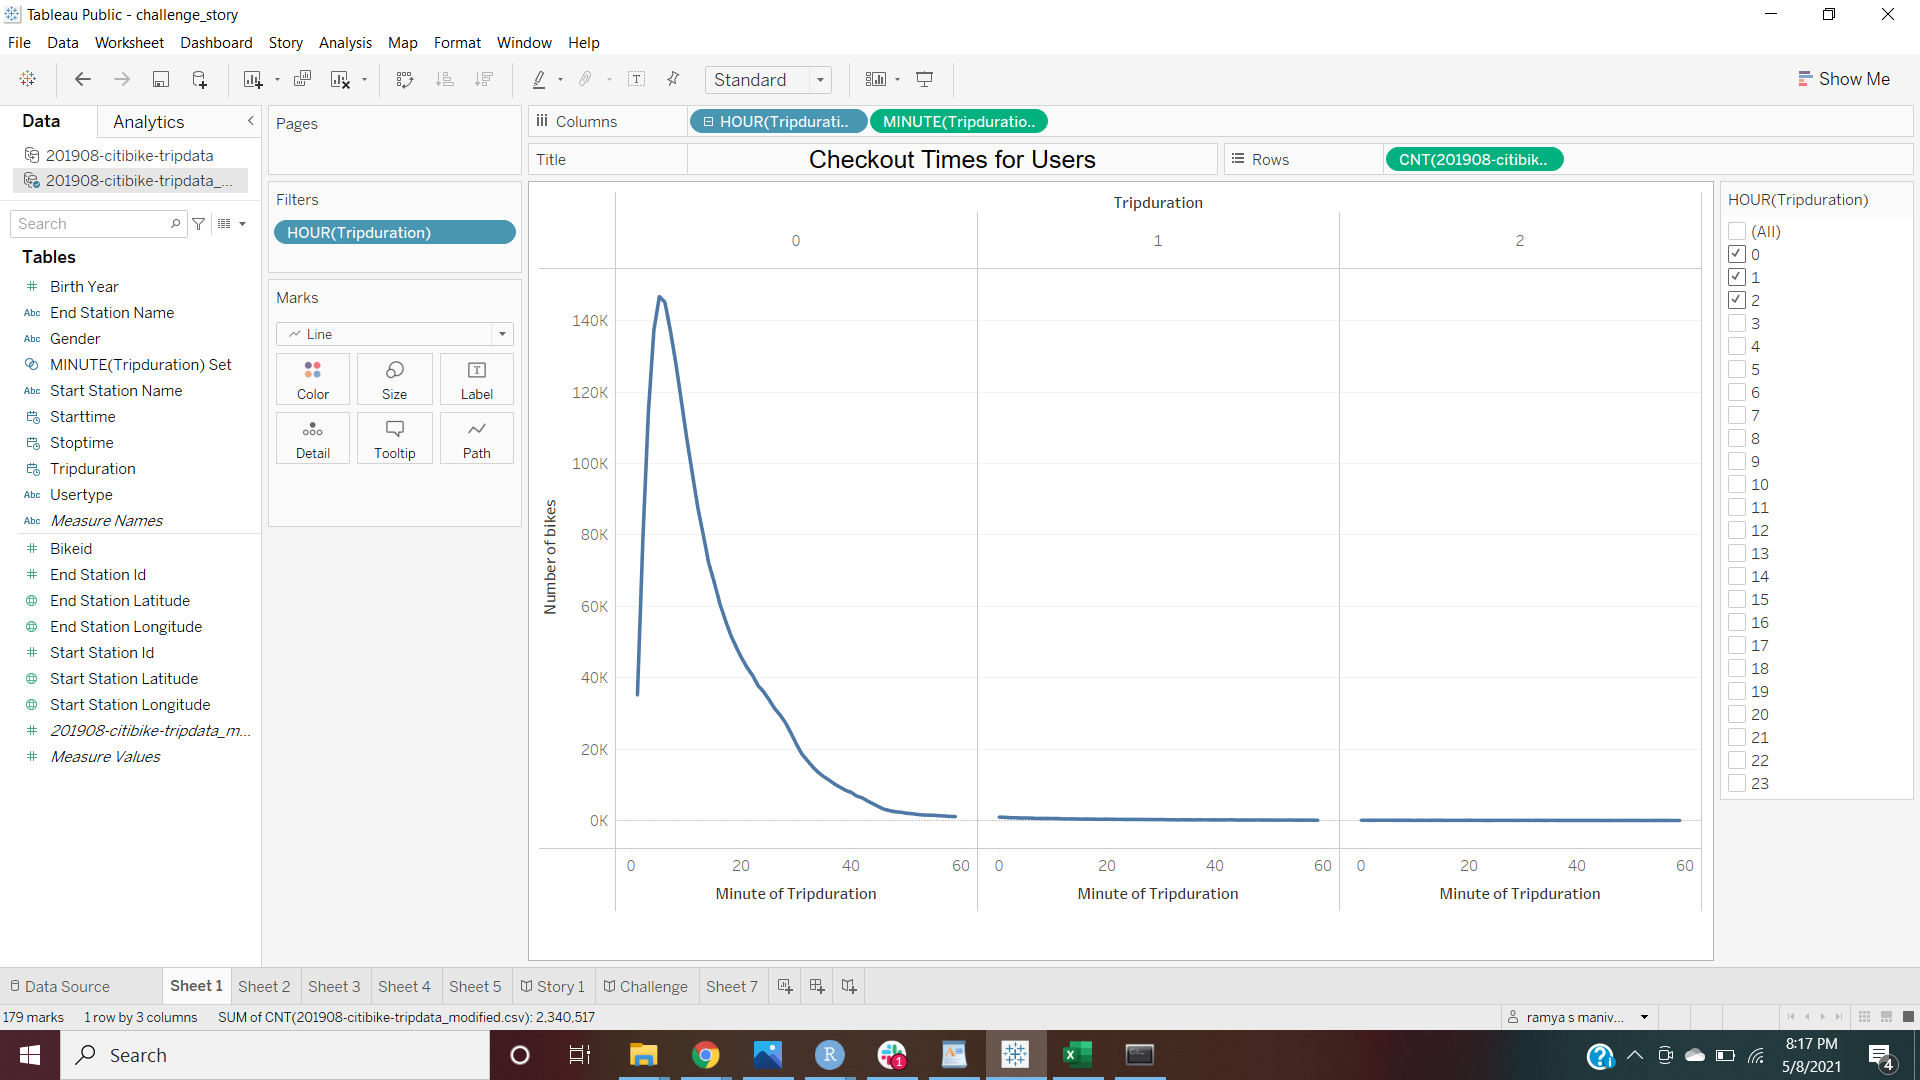 Tableau Public - challenge_story
File Data Worksheet Dashboard Story Analysis Map Format Window Help
Standard
Show Me
Data Analytics
201908-citibike-tripdata
201908-citibike-tripdata_...
Search
Tables
Birth Year
Abc End Station Name
Abc Gender
MINUTE(Tripduration) Set
Abc Start Station Name
Starttime
Stoptime
Tripduration
Abc Usertype
Abc Measure Names
Bikeid
End Station Id
End Station Latitude
End Station Longitude
Start Station Id
Start Station Latitude
Start Station Longitude
201908-citibike-tripdata_m...
Measure Values
Pages
Filters
HOUR(Tripduration)
Marks
Line
Color Size Label
Detail Tooltip Path
Columns HOUR(Tripdurati.. MINUTE(Tripduratio..
Title Checkout Times for Users
Rows CNT(201908-citibik..
Tripduration
0 1 2
Number of bikes
140K
120K
100K
80K
60K
40K
20K
0K
0 20 40 60 0 20 40 60 0 20 40 60
Minute of Tripduration Minute of Tripduration Minute of Tripduration
HOUR(Tripduration)
(All)
0
1
2
3
4
5
6
7
8
9
10
11
12
13
14
15
16
17
18
19
20
21
22
23
Data Source Sheet 1 Sheet 2 Sheet 3 Sheet 4 Sheet 5 Story 1 Challenge Sheet 7
179 marks 1 row by 3 columns SUM of CNT(201908-citibike-tripdata_modified.csv): 2,340,517
ramya s maniv...
Search
R
1
8:17 PM
5/8/2021
4